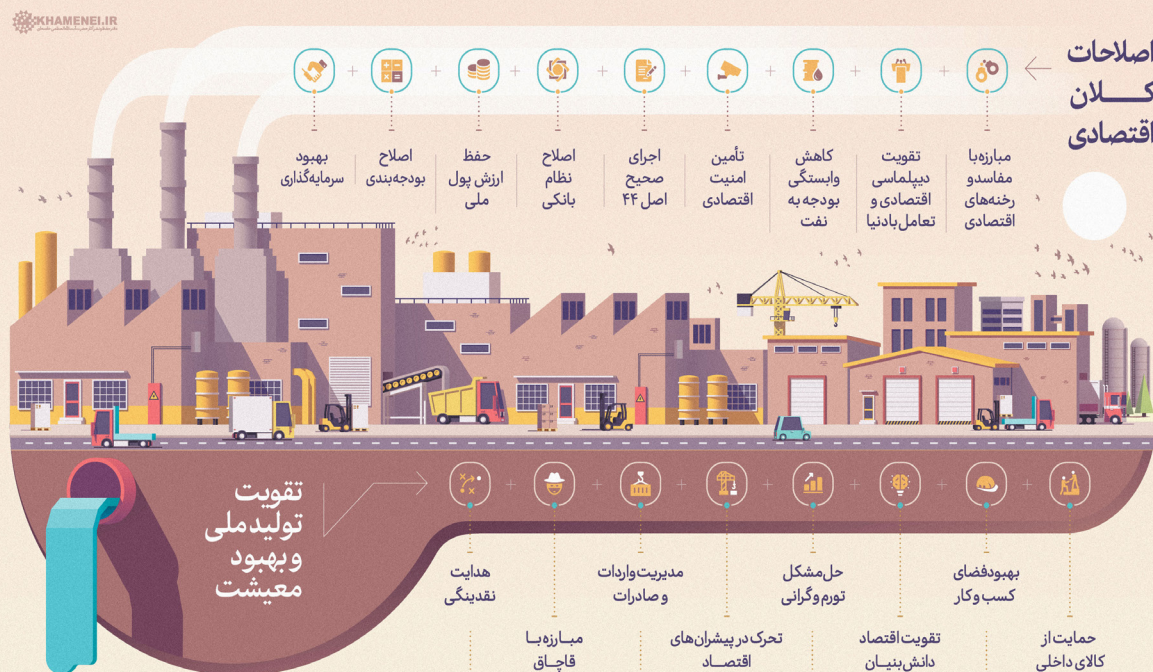 KHAMENEI.IR
اصلاحات
کلان
اقتصادی
مبارزه با
مفاسد و
رخنه‌های
اقتصادی
تقویت
دیپلماسی
اقتصادی و
تعامل با دنیا
کاهش
وابستگی
بودجه به
نفت
تأمین
امنیت
اقتصادی
اجرای
صحیح
اصل ۴۴
اصلاح
نظام
بانکی
حفظ
ارزش پول
ملی
اصلاح
بودجه‌بندی
بهبود
سرمایه‌گذاری
تقویت
تولید ملی
و بهبود
معیشت
هدایت
نقدینگی
مبارزه با
قاچاق
مدیریت واردات
و صادرات
تحرک در پیشران‌های
اقتصاد
حل مشکل
تورم و گرانی
تقویت اقتصاد
دانش‌بنیان
بهبود فضای
کسب و کار
حمایت از
کالای داخلی